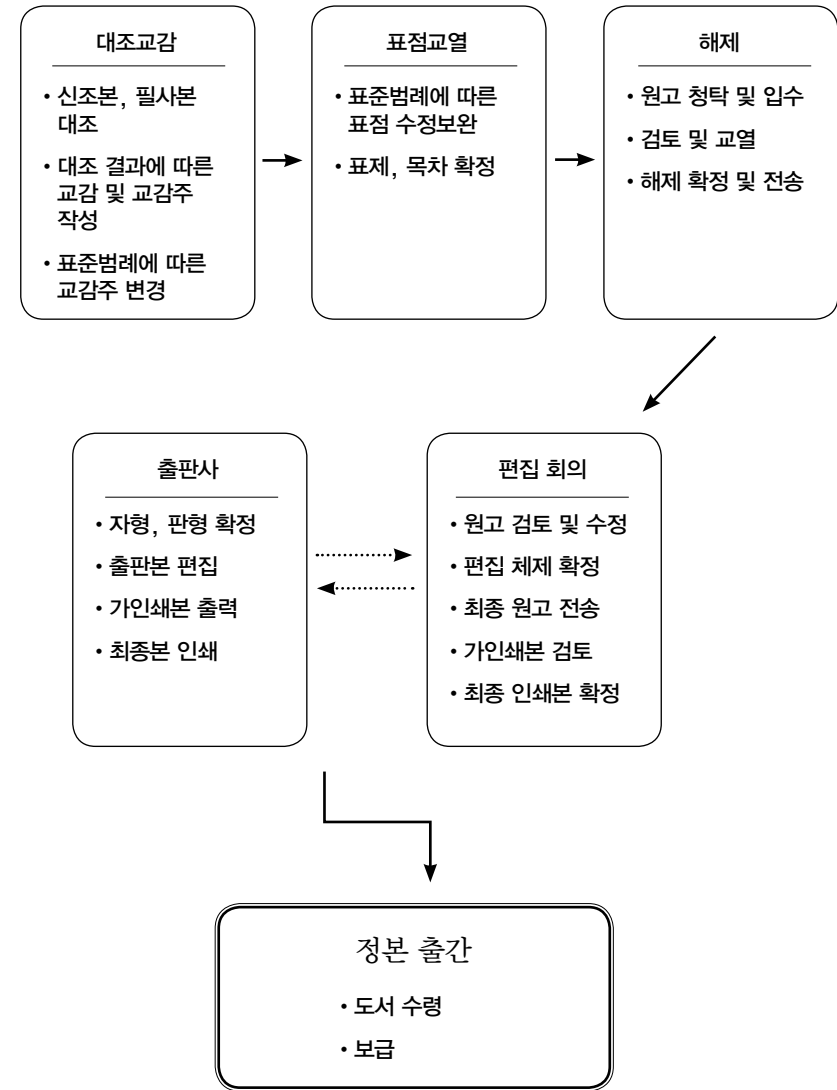 대조교감
• 신조본, 필사본
대조
• 대조 결과에 따른
교감 및 교감주
작성
• 표준범례에 따른
교감주 변경
표점교열
• 표준범례에 따른
표점 수정보완
• 표제, 목차 확정
해제
• 원고 청탁 및 입수
• 검토 및 교열
• 해제 확정 및 전송
출판사
• 자형, 판형 확정
• 출판본 편집
• 가인쇄본 출력
• 최종본 인쇄
편집 회의
• 원고 검토 및 수정
• 편집 체제 확정
• 최종 원고 전송
• 가인쇄본 검토
• 최종 인쇄본 확정
정본 출간
• 도서 수령
• 보급